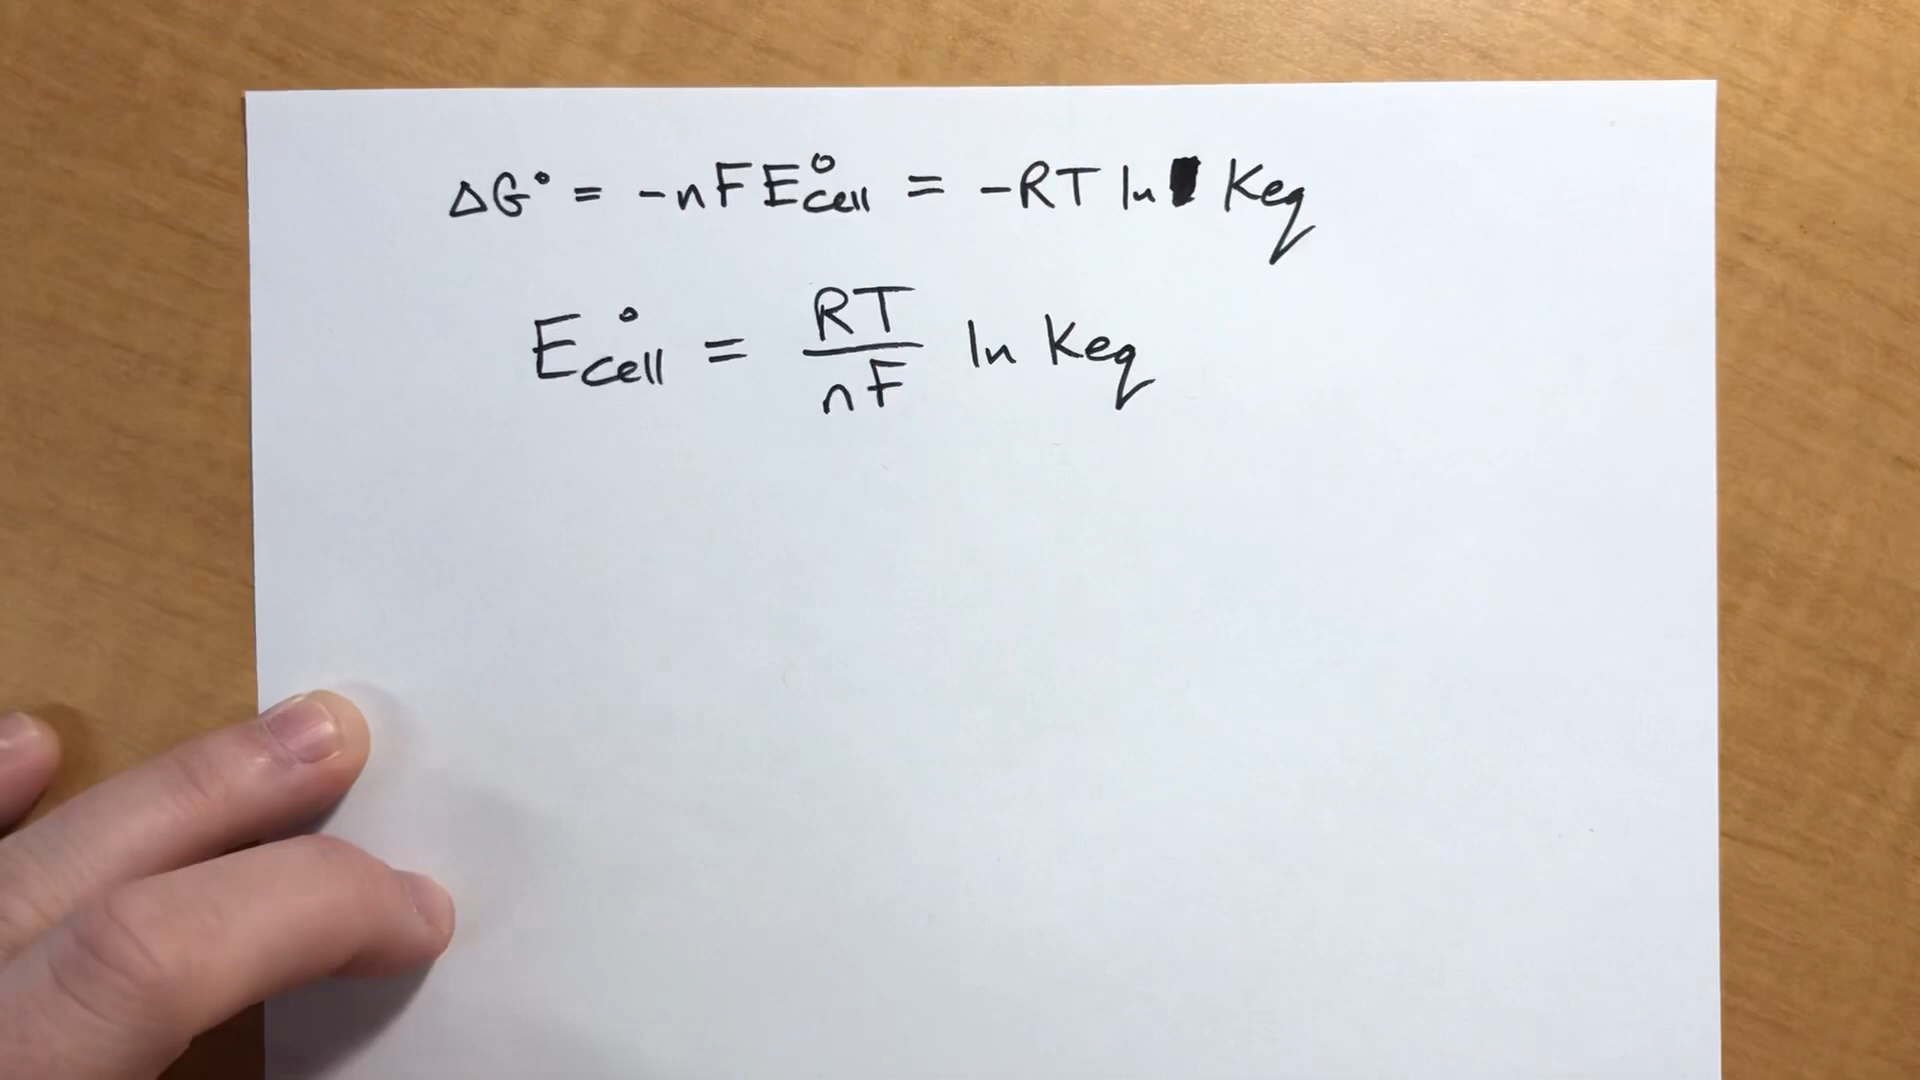 ΔG° = -nFE°cell = -RT ln Keq
E°cell = RT/nF ln Keq